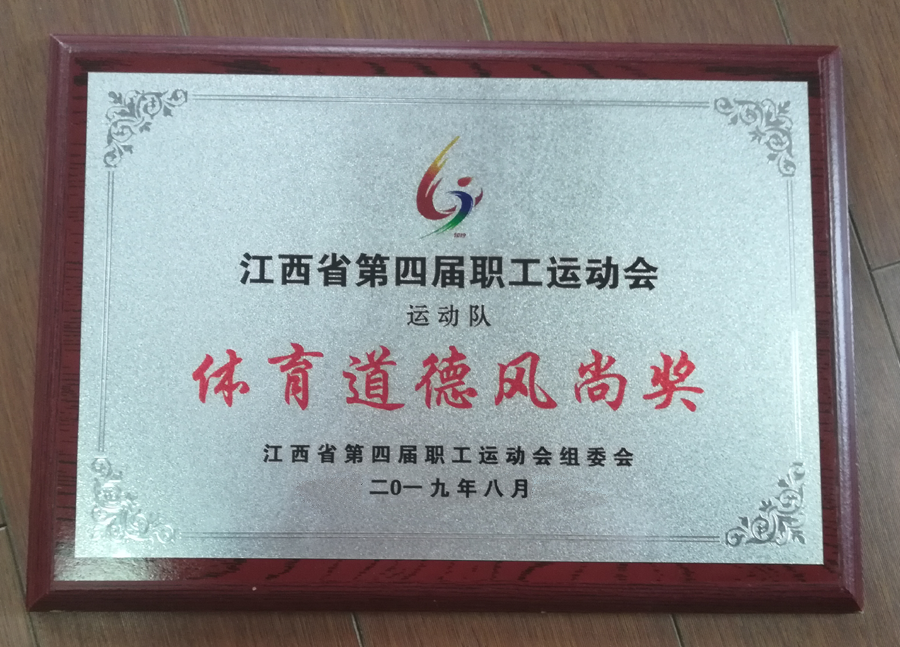 江西省第四届职工运动会
运动队
体育道德风尚奖
江西省第四届职工运动会组委会
二0一九年八月